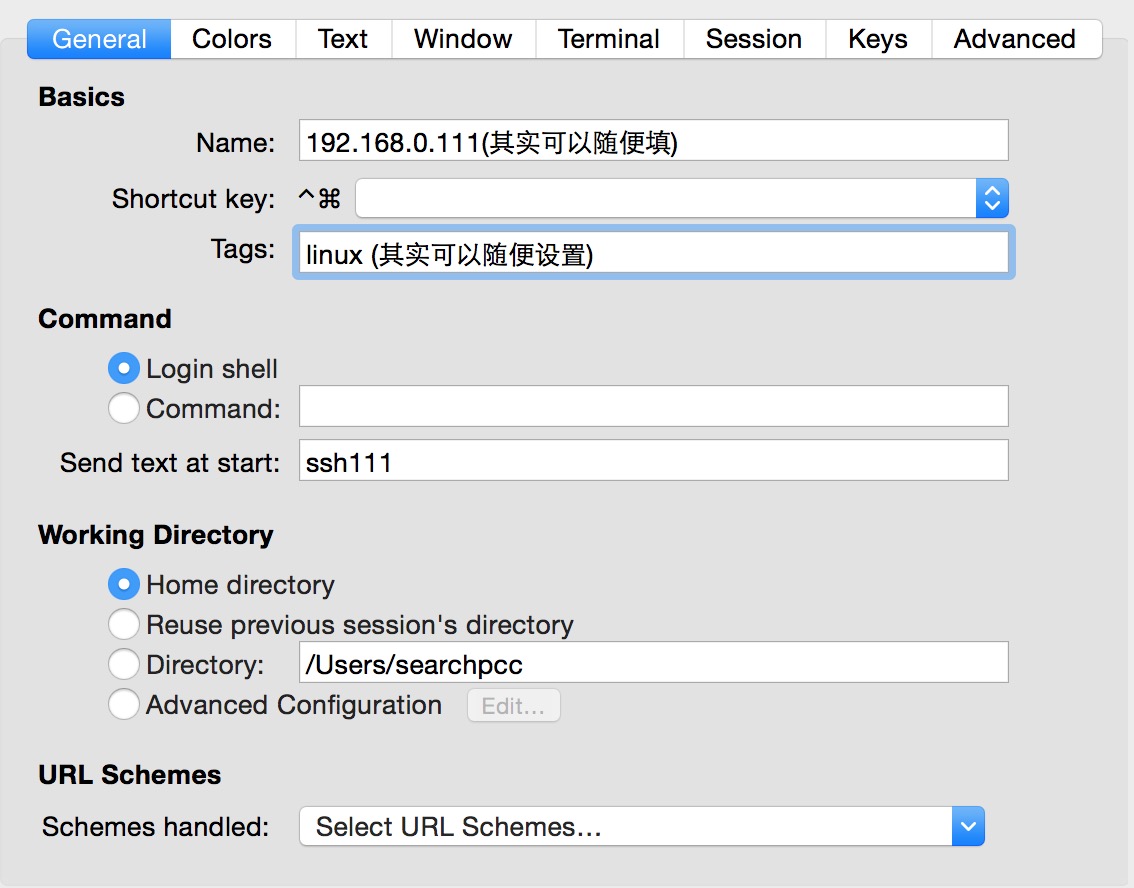 General Colors Text Window Terminal Session Keys Advanced
Basics
Name: 192.168.0.111(其实可以随便填)
Shortcut key: ^⌘
Tags: linux (其实可以随便设置)
Command
Login shell
Command:
Send text at start: ssh111
Working Directory
Home directory
Reuse previous session's directory
Directory: /Users/searchpcc
Advanced Configuration Edit...
URL Schemes
Schemes handled: Select URL Schemes...